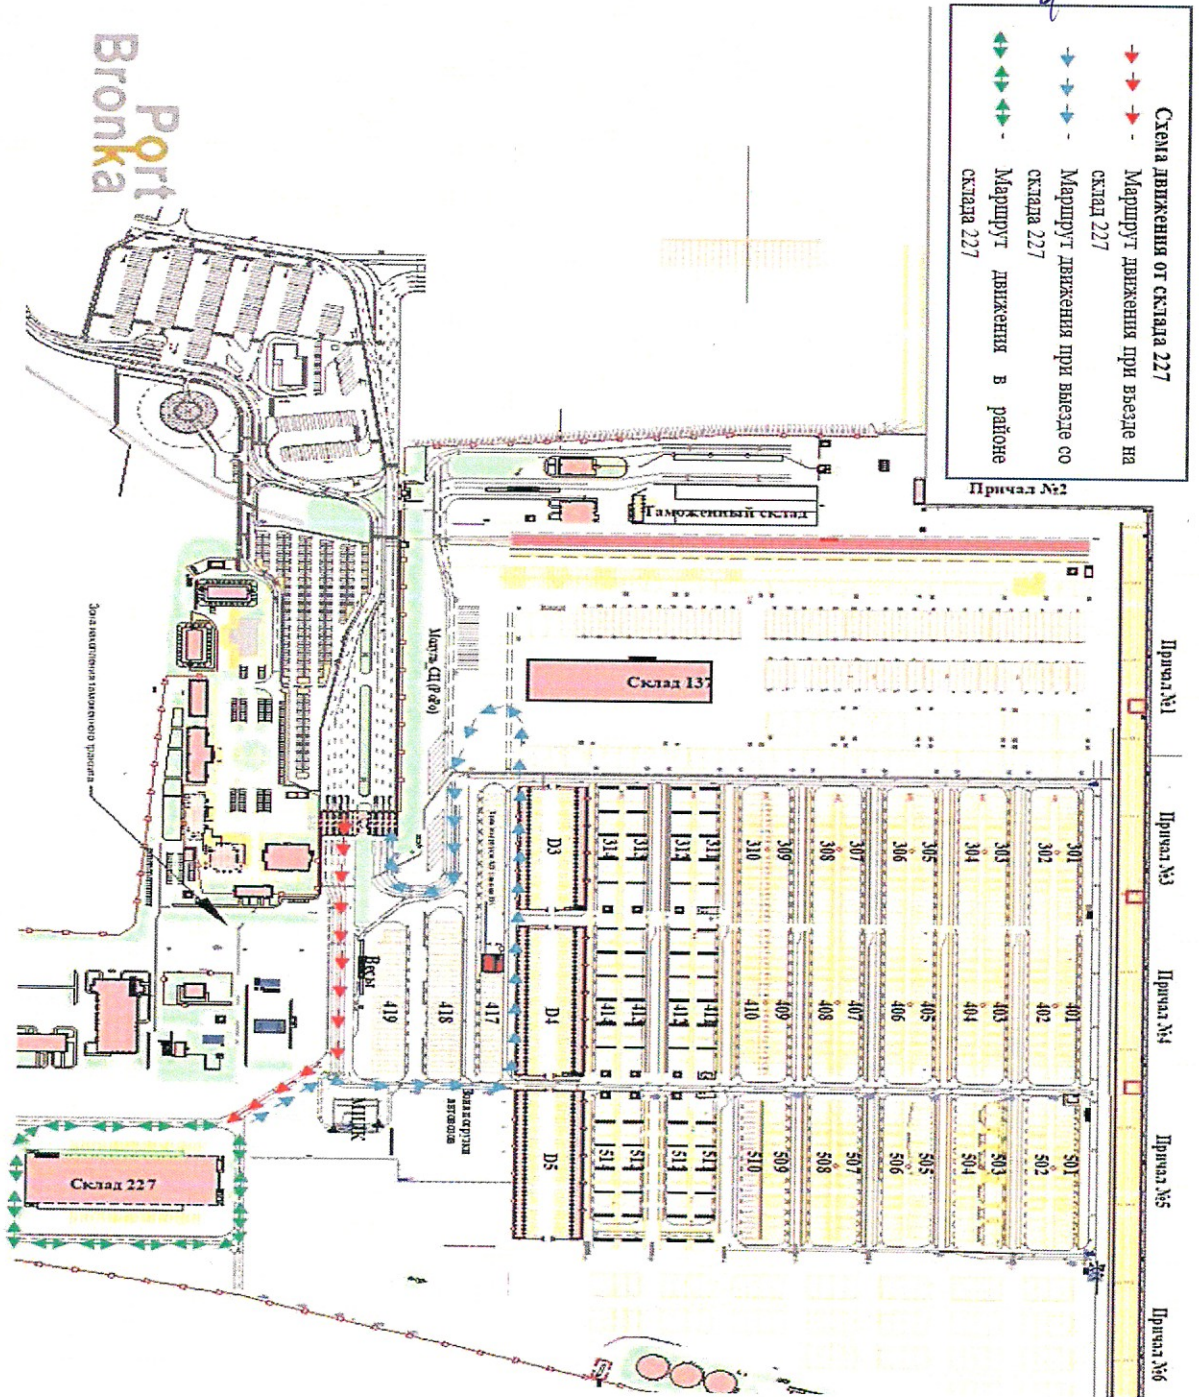 Схема движения от склада 227
Маршрут движения при въезде на
склад 227
Маршрут движения при выезде со
склада 227
Маршрут движения в районе
склада 227
Port
Bronka
Причал №2
Причал №1
Причал №3
Причал №4
Причал №5
Причал №6
Таможенный склад
Склад 137
D3
D4
D5
301
302
303
304
305
306
307
308
309
310
401
402
403
404
405
406
407
408
409
410
501
502
503
504
505
506
507
508
509
510
417
418
419
Весы
Зона накопления таможенного транзита
Склад 227